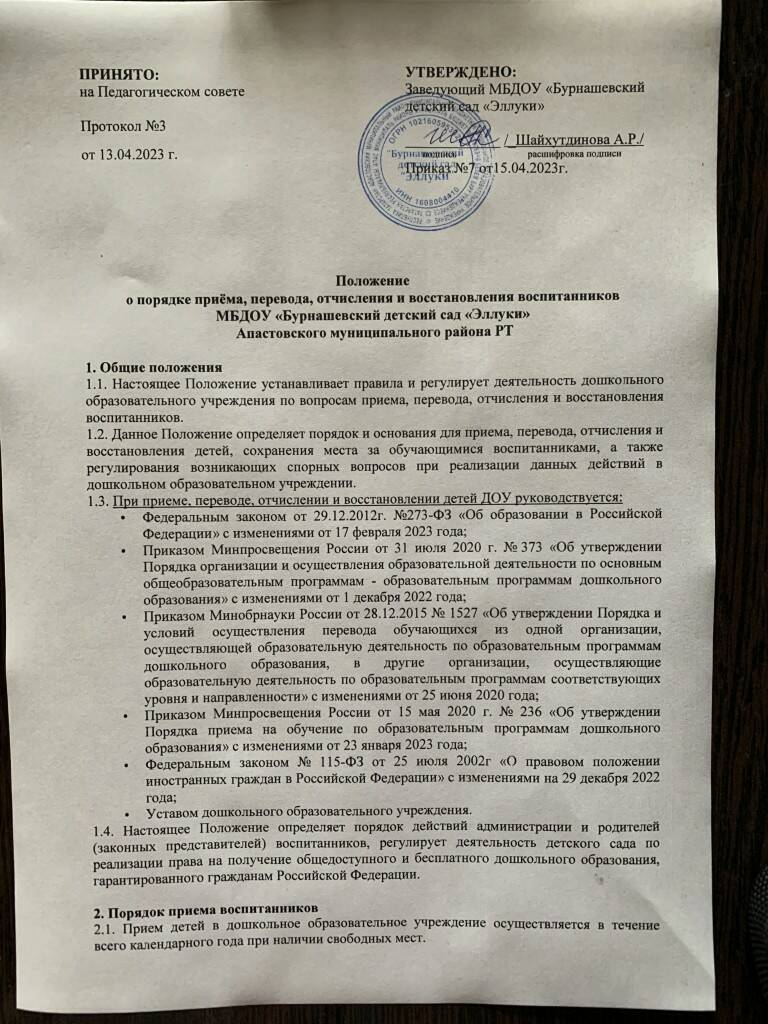 ПРИНЯТО:
на Педагогическом совете
Протокол №3
от 13.04.2023 г.
УТВЕРЖДЕНО:
Заведующий МБДОУ «Бурнашевский
детский сад «Эллуки»
/_Шайхутдинова А.Р./
подпись расшифровка подписи
Приказ №7 от15.04.2023г.
"Бурнашевский
детский сад
"Эллуки
ИНН 1608004410
Положение
о порядке приёма, перевода, отчисления и восстановления воспитанников
МБДОУ «Бурнашевский детский сад «Эллуки»
Апастовского муниципального района РТ
1. Общие положения
1.1. Настоящее Положение устанавливает правила и регулирует деятельность дошкольного
образовательного учреждения по вопросам приема, перевода, отчисления и восстановления
воспитанников.
1.2. Данное Положение определяет порядок и основания для приема, перевода, отчисления и
восстановления детей, сохранения места за обучающимися воспитанниками, а также
регулирования возникающих спорных вопросов при реализации данных действий в
дошкольном образовательном учреждении.
1.3. При приеме, переводе, отчислении и восстановлении детей ДОУ руководствуется:
• Федеральным законом от 29.12.2012г. №273-ФЗ «Об образовании в Российской
Федерации» с изменениями от 17 февраля 2023 года;
• Приказом Минпросвещения России от 31 июля 2020 г. №373 «Об утверждении
Порядка организации и осуществления образовательной деятельности по основным
общеобразовательным программам - образовательным программам дошкольного
образования» с изменениями от 1 декабря 2022 года;
• Приказом Минобрнауки России от 28.12.2015 № 1527 «Об утверждении Порядка и
условий осуществления перевода обучающихся из одной организации,
осуществляющей образовательную деятельность по образовательным программам
дошкольного образования, в другие организации, осуществляющие
образовательную деятельность по образовательным программам соответствующих
уровня и направленности» с изменениями от 25 июня 2020 года;
• Приказом Минпросвещения России от 15 мая 2020 г. № 236 «Об утверждении
Порядка приема на обучение по образовательным программам дошкольного
образования» с изменениями от 23 января 2023 года;
• Федеральным законом № 115-ФЗ от 25 июля 2002г «О правовом положении
иностранных граждан в Российской Федерации» с изменениями на 29 декабря 2022
года;
• Уставом дошкольного образовательного учреждения.
1.4. Настоящее Положение определяет порядок действий администрации и родителей
(законных представителей) воспитанников, регулирует деятельность детского сада по
реализации права на получение общедоступного и бесплатного дошкольного образования,
гарантированного гражданам Российской Федерации.
2. Порядок приема воспитанников
2.1. Прием детей в дошкольное образовательное учреждение осуществляется в течение
всего календарного года при наличии свободных мест.